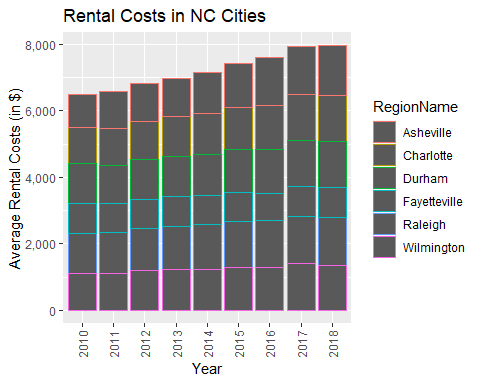 Rental Costs in NC Cities
Average Rental Costs (in $)
8,000
6,000
4,000
2,000
0
2010
2011
2012
2013
2014
2015
2016
2017
2018
Year
RegionName
Asheville
Charlotte
Durham
Fayetteville
Raleigh
Wilmington